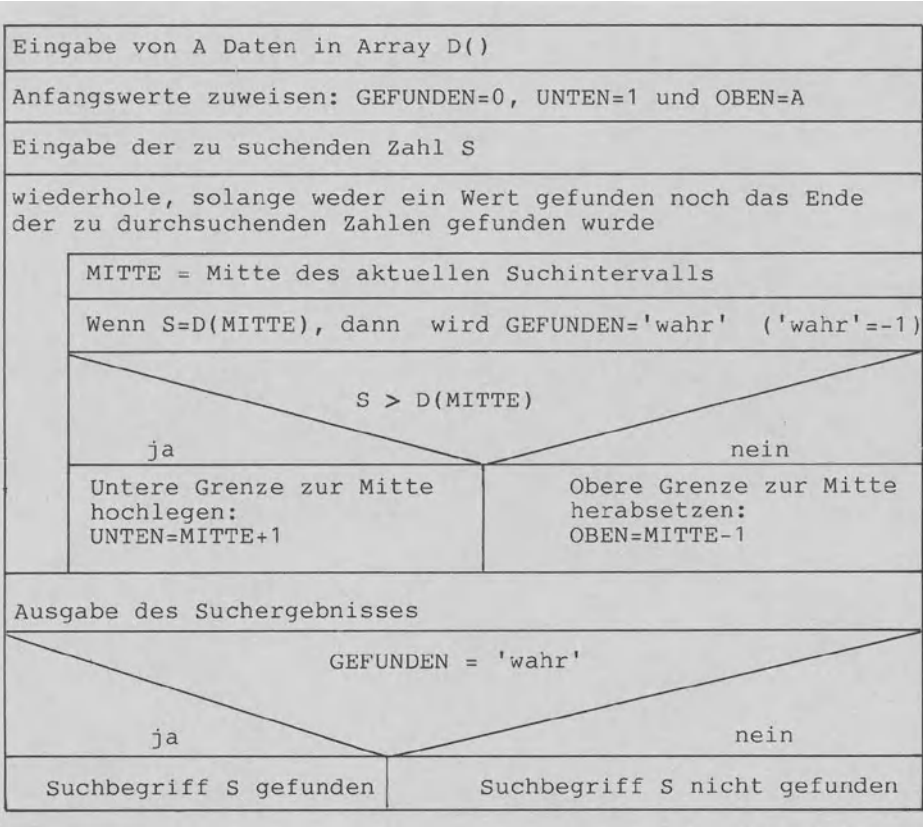 Eingabe von A Daten in Array D()
Anfangswerte zuweisen: GEFUNDEN=0, UNTEN=1 und OBEN=A
Eingabe der zu suchenden Zahl S
wiederhole, solange weder ein Wert gefunden noch das Ende
der zu durchsuchenden Zahlen gefunden wurde
MITTE = Mitte des aktuellen Suchintervalls
Wenn S=D(MITTE), dann wird GEFUNDEN='wahr' ('wahr'=-1)
S > D(MITTE)
ja nein
Untere Grenze zur Mitte
hochlegen:
UNTEN=MITTE+1
Obere Grenze zur Mitte
herabsetzen:
OBEN=MITTE-1
Ausgabe des Suchergebnisses
GEFUNDEN = 'wahr'
ja nein
Suchbegriff S gefunden
Suchbegriff S nicht gefunden